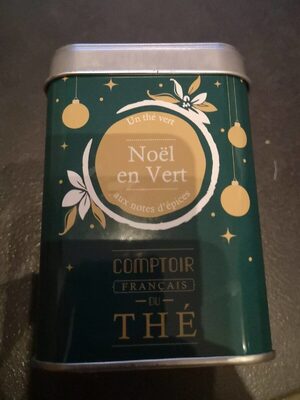 Un thé vert
Noël
en Vert
aux notes d'épices
COMPTOIR
FRANÇAIS
DU
THÉ